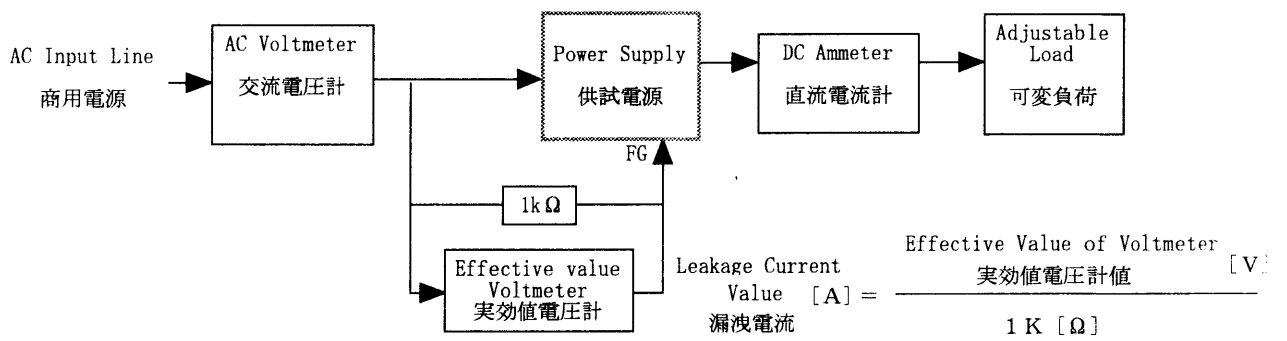 AC Input Line
商用電源
AC Voltmeter
交流電圧計
Power Supply
供試電源
DC Ammeter
直流電流計
Adjustable
Load
可変負荷
FG
1kΩ
Effective value
Voltmeter
実効値電圧計
Leakage Current
Value [A] =
漏洩電流
Effective Value of Voltmeter [V]
実効値電圧計値
1 K [Ω]